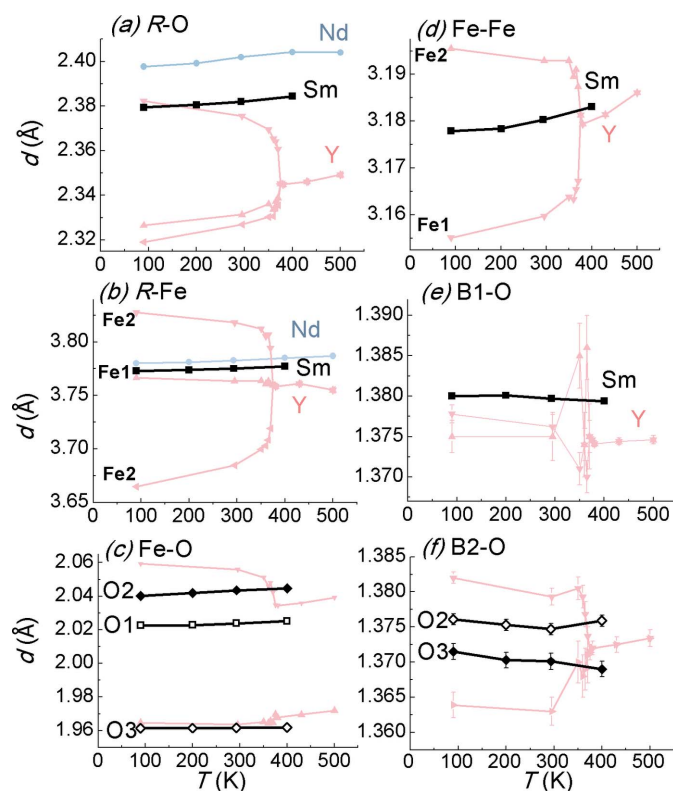 (a) R-O
Nd
Sm
Y
d (Å)
2.40
2.38
2.36
2.34
2.32
0 100 200 300 400 500
(d) Fe-Fe
Fe2
Sm
Y
Fe1
3.19
3.18
3.16
0 100 200 300 400 500
(b) R-Fe
Fe2
Nd
Fe1
Sm
Y
Fe2
d (Å)
3.80
3.75
3.70
3.65
0 100 200 300 400 500
(e) B1-O
Sm
Y
1.390
1.385
1.380
1.375
1.370
0 100 200 300 400 500
(c) Fe-O
O2
O1
O3
d (Å)
2.06
2.04
2.02
2.00
1.98
1.96
0 100 200 300 400 500
T (K)
(f) B2-O
O2
O3
1.385
1.380
1.375
1.370
1.365
1.360
0 100 200 300 400 500
T (K)